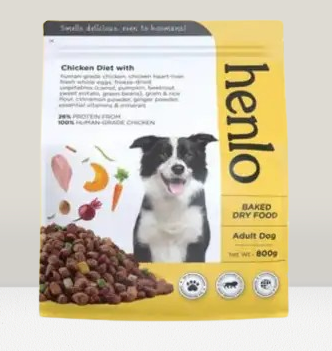 Smells delicious, even to hoomans!
Chicken Diet with
human-grade chicken, chicken heart-liver,
fresh whole eggs, freeze-dried
vegetables (carrot, pumpkin, beetroot
sweet potato, green beans), gram & rice
flour, cinnamon powder, ginger powder,
essential vitamins & minerals
26% PROTEIN FROM
100% HUMAN-GRADE CHICKEN
henlo
BAKED
DRY FOOD
Adult Dog
NET WT - 800g